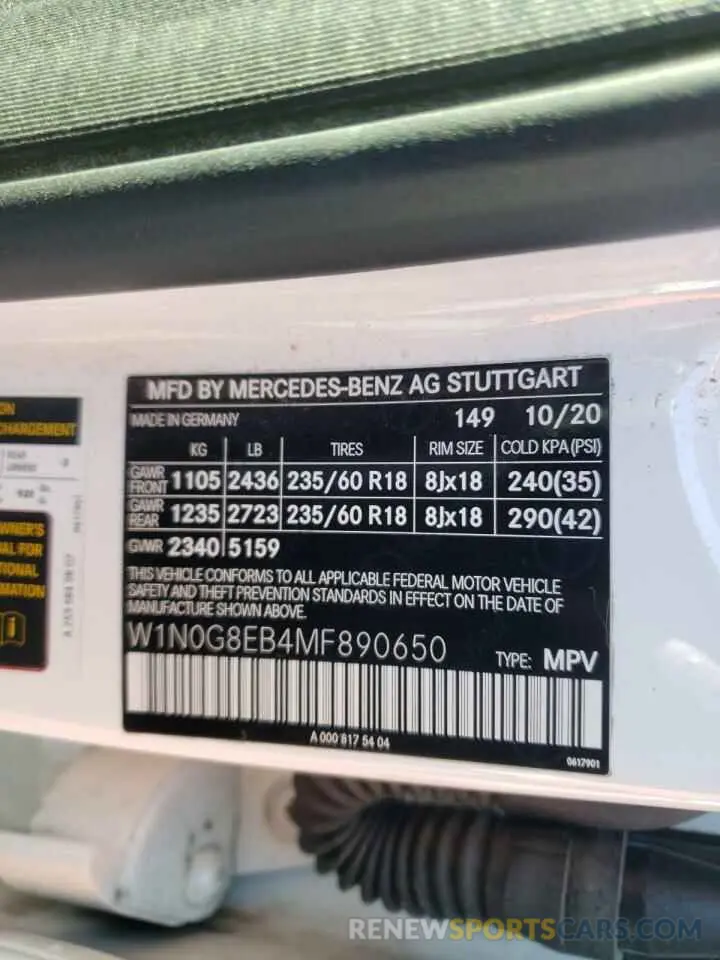 MFD BY MERCEDES-BENZ AG STUTTGART
MADE IN GERMANY 149 10/20
KG LB TIRES RIM SIZE COLD KPA (PSI)
GAWR FRONT 1105 2436 235/60 R18 8Jx18 240(35)
GAWR REAR 1235 2723 235/60 R18 8Jx18 290(42)
GVWR 2340 5159
THIS VEHICLE CONFORMS TO ALL APPLICABLE FEDERAL MOTOR VEHICLE
SAFETY AND THEFT PREVENTION STANDARDS IN EFFECT ON THE DATE OF
MANUFACTURE SHOWN ABOVE.
W1N0G8EB4MF890650 TYPE: MPV
A 000 817 54 04
0617901
OWNER'S
RENEWSPORTSCARS.COM